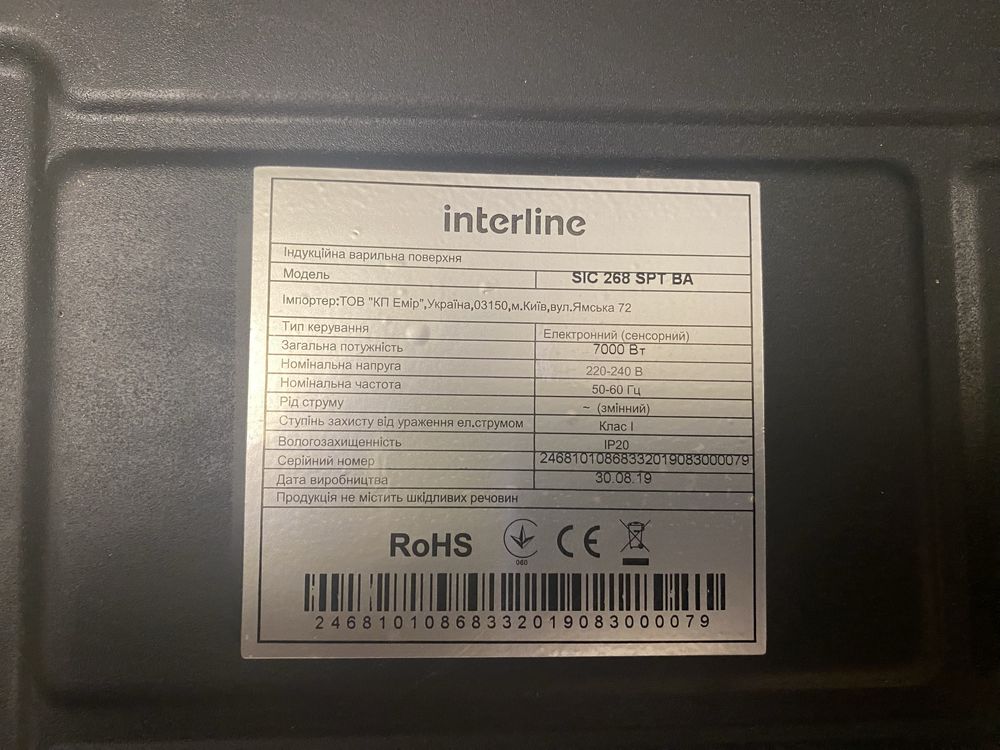 interline
Індукційна варильна поверхня
Модель SIC 268 SPT BA
Імпортер:ТОВ "КП Емір",Україна,03150,м.Київ,вул.Ямська 72
Тип керування Електронний (сенсорний)
Загальна потужність 7000 Вт
Номінальна напруга 220-240 В
Номінальна частота 50-60 Гц
Рід струму ~ (змінний)
Ступінь захисту від ураження ел.струмом Клас I
Вологозахищенність IP20
Серійний номер 24681010868332019083000079
Дата виробництва 30.08.19
Продукція не містить шкідливих речовин
RoHS CE
060
24681010868332019083000079